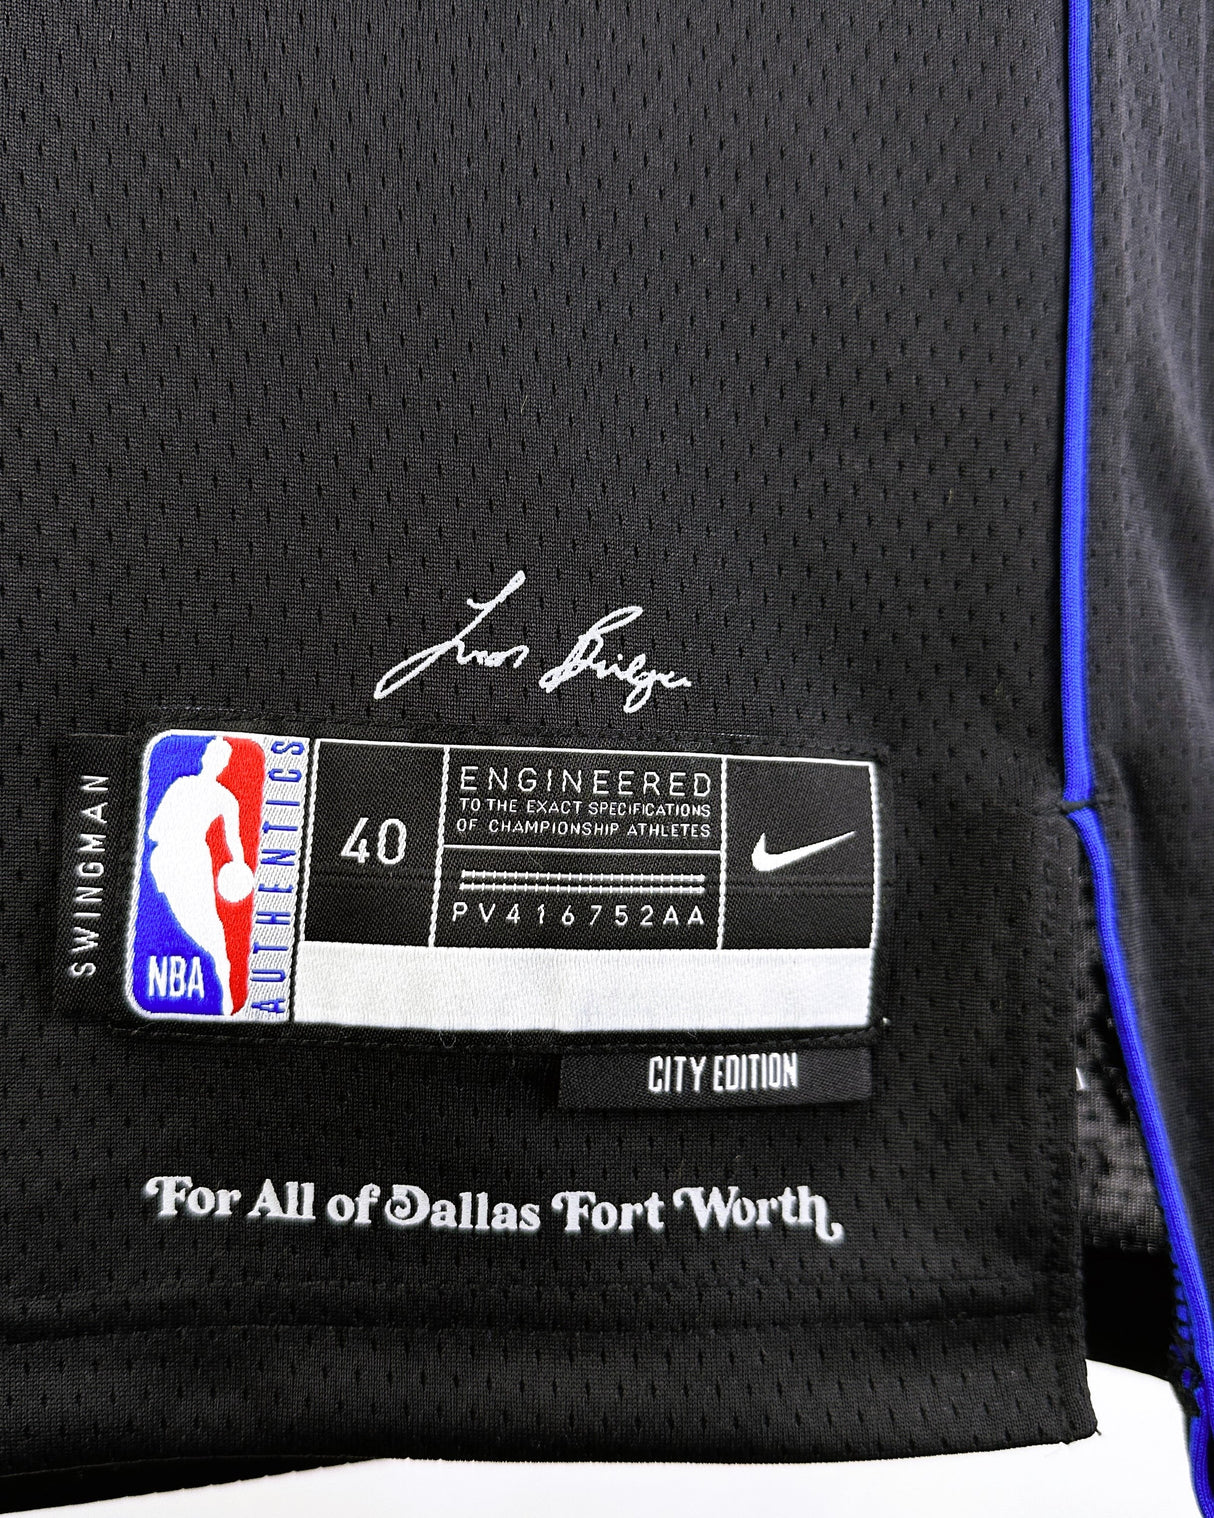 SWINGMAN
NBA
AUTHENTICS
40
ENGINEERED
TO THE EXACT SPECIFICATIONS
OF CHAMPIONSHIP ATHLETES
PV416752AA
CITY EDITION
For All of Dallas Fort Worth